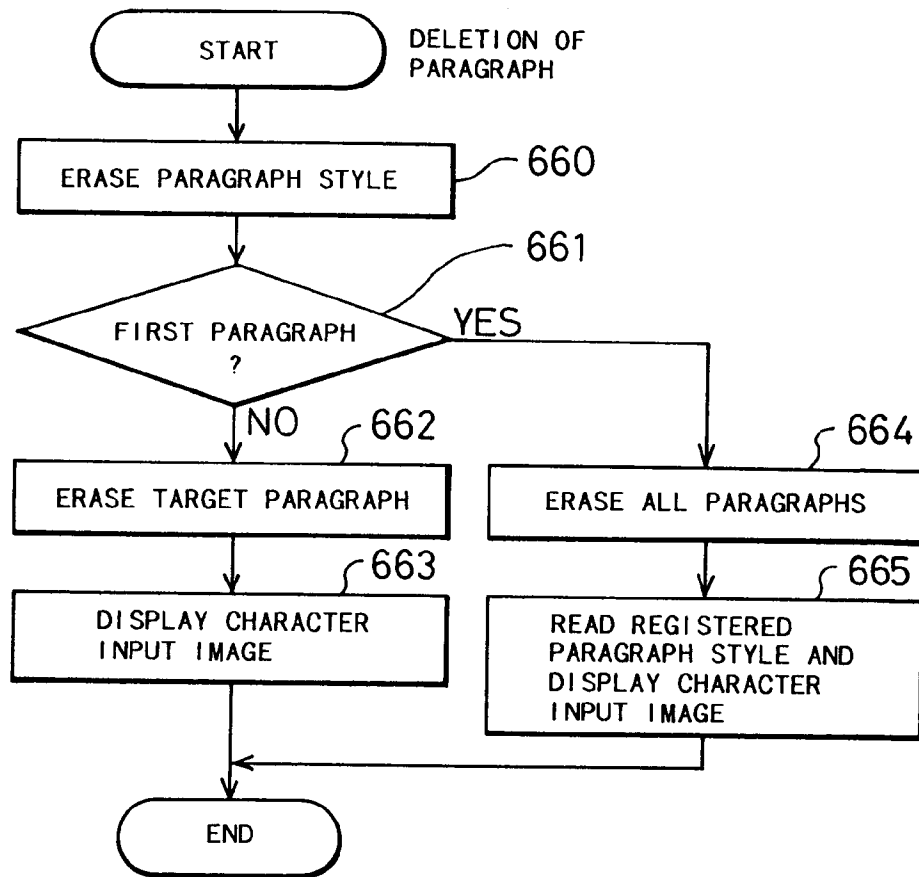 START
DELETION OF
PARAGRAPH
ERASE PARAGRAPH STYLE
660
661
FIRST PARAGRAPH
?
YES
NO
662
ERASE TARGET PARAGRAPH
664
ERASE ALL PARAGRAPHS
663
DISPLAY CHARACTER
INPUT IMAGE
665
READ REGISTERED
PARAGRAPH STYLE AND
DISPLAY CHARACTER
INPUT IMAGE
END